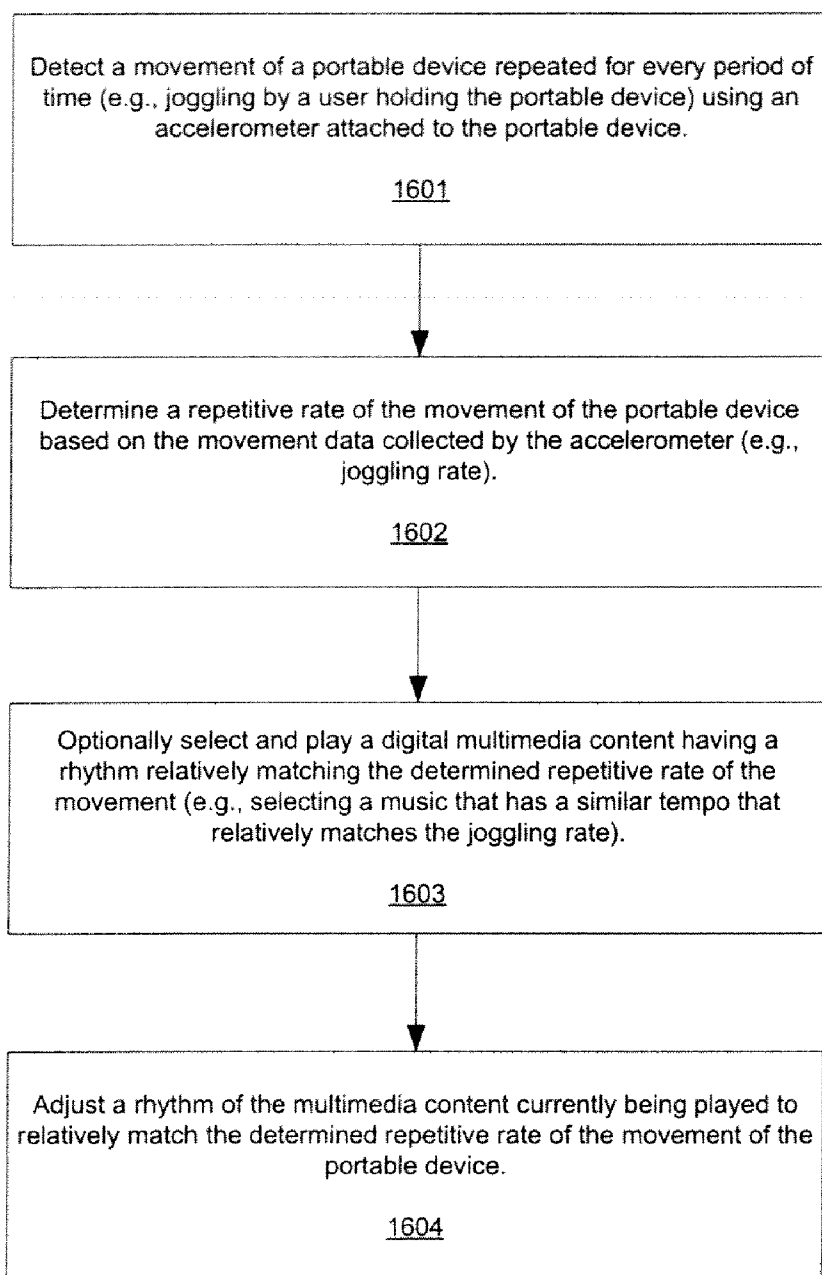 Detect a movement of a portable device repeated for every period of
time (e.g., joggling by a user holding the portable device) using an
accelerometer attached to the portable device.
1601
Determine a repetitive rate of the movement of the portable device
based on the movement data collected by the accelerometer (e.g.,
joggling rate).
1602
Optionally select and play a digital multimedia content having a
rhythm relatively matching the determined repetitive rate of the
movement (e.g., selecting a music that has a similar tempo that
relatively matches the joggling rate).
1603
Adjust a rhythm of the multimedia content currently being played to
relatively match the determined repetitive rate of the movement of the
portable device.
1604